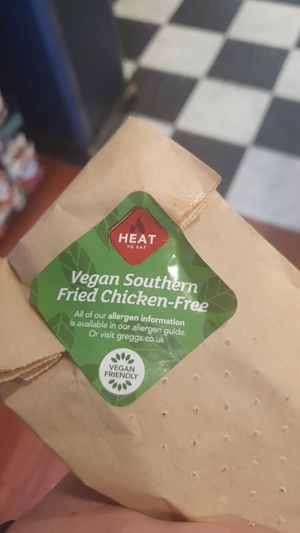 HEAT
TO EAT
Vegan Southern
Fried Chicken-Free
All of our allergen information
is available in our allergen guide.
Or visit greggs.co.uk
VEGAN
FRIENDLY